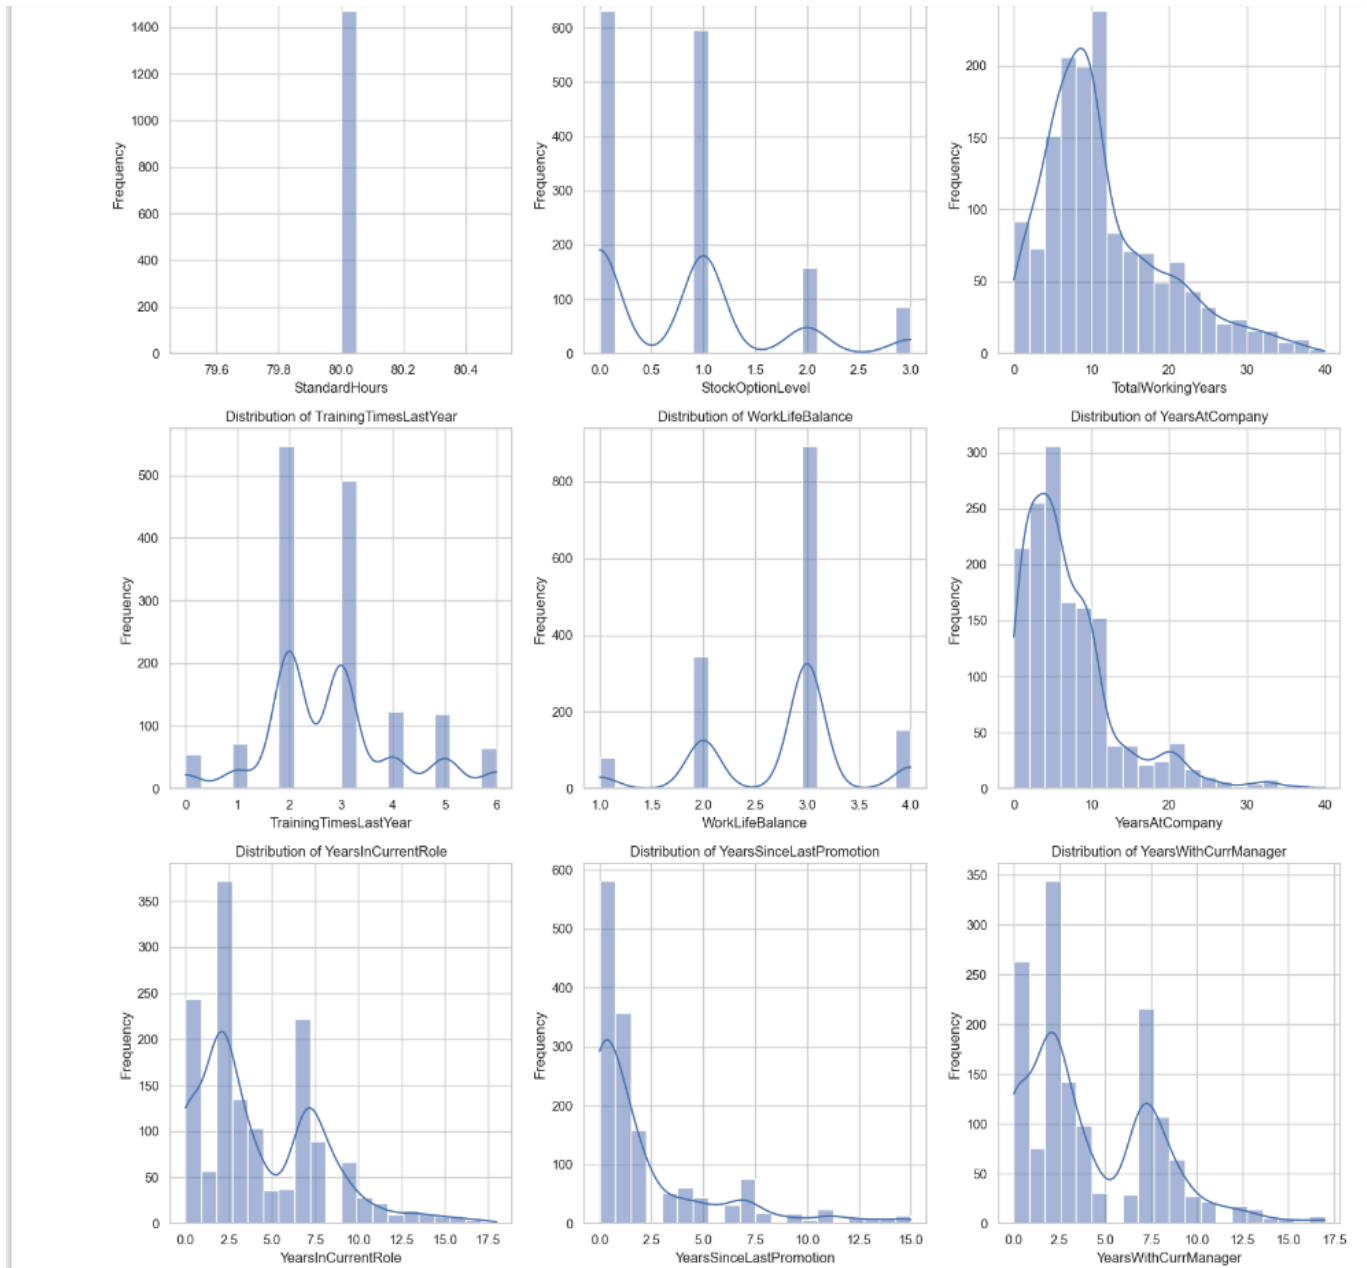 1400
1200
1000
800
600
400
200
0
Frequency
79.6 79.8 80.0 80.2 80.4
StandardHours
600
500
400
300
200
100
0
Frequency
0.0 0.5 1.0 1.5 2.0 2.5 3.0
StockOptionLevel
200
150
100
50
0
Frequency
0 10 20 30 40
TotalWorkingYears
Distribution of TrainingTimesLastYear
500
400
300
200
100
0
Frequency
0 1 2 3 4 5 6
TrainingTimesLastYear
Distribution of WorkLifeBalance
800
600
400
200
0
Frequency
1.0 1.5 2.0 2.5 3.0 3.5 4.0
WorkLifeBalance
Distribution of YearsAtCompany
300
250
200
150
100
50
0
Frequency
0 10 20 30 40
YearsAtCompany
Distribution of YearsInCurrentRole
350
300
250
200
150
100
50
0
Frequency
0.0 2.5 5.0 7.5 10.0 12.5 15.0 17.5
YearsInCurrentRole
Distribution of YearsSinceLastPromotion
600
500
400
300
200
100
0
Frequency
0.0 2.5 5.0 7.5 10.0 12.5 15.0
YearsSinceLastPromotion
Distribution of YearsWithCurrManager
350
300
250
200
150
100
50
0
Frequency
0.0 2.5 5.0 7.5 10.0 12.5 15.0 17.5
YearsWithCurrManager